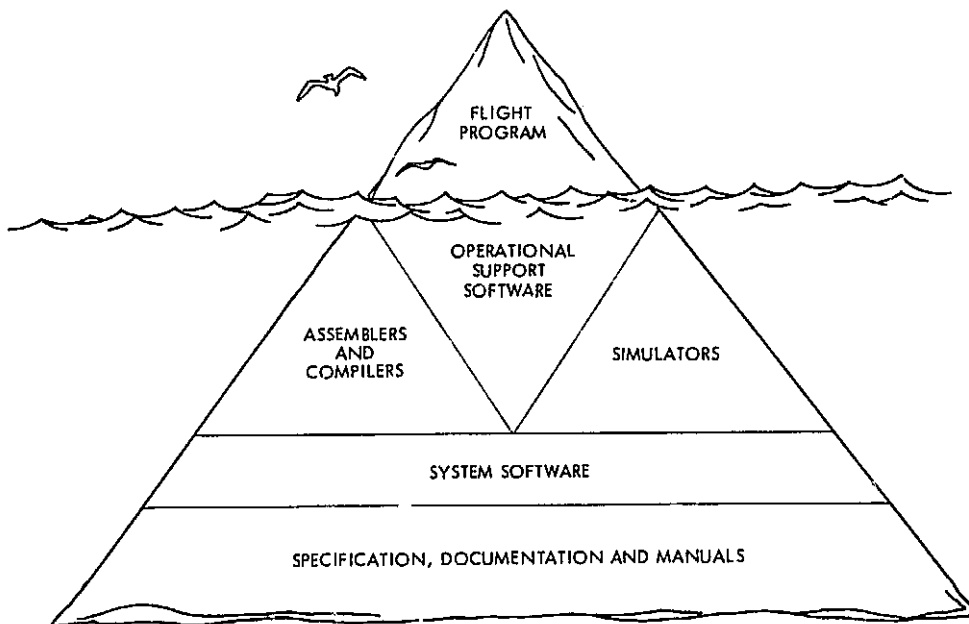 FLIGHT
PROGRAM
OPERATIONAL
SUPPORT
SOFTWARE
ASSEMBLERS
AND
COMPILERS
SIMULATORS
SYSTEM SOFTWARE
SPECIFICATION, DOCUMENTATION AND MANUALS